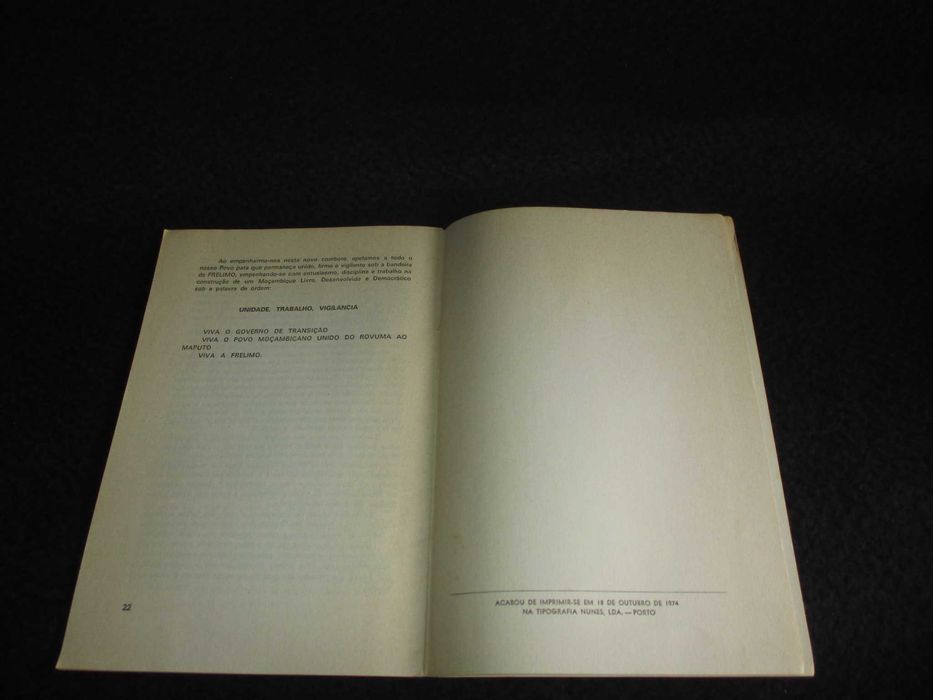 Ao empenharmo-nos neste novo combate, apelamos a todo o
nosso Povo para que permaneça unido, firme e vigilante sob a bandeira
da FRELIMO, empenhando-se com entusiasmo, disciplina e trabalho na
construção de um Moçambique Livre, Desenvolvido e Democrático
sob a palavra de ordem:
UNIDADE, TRABALHO, VIGILÂNCIA
VIVA O GOVERNO DE TRANSIÇÃO
VIVA O POVO MOÇAMBICANO UNIDO DO ROVUMA AO
MAPUTO
VIVA A FRELIMO.
22
ACABOU DE IMPRIMIR-SE EM 18 DE OUTUBRO DE 1974
NA TIPOGRAFIA NUNES, LDA. — PORTO